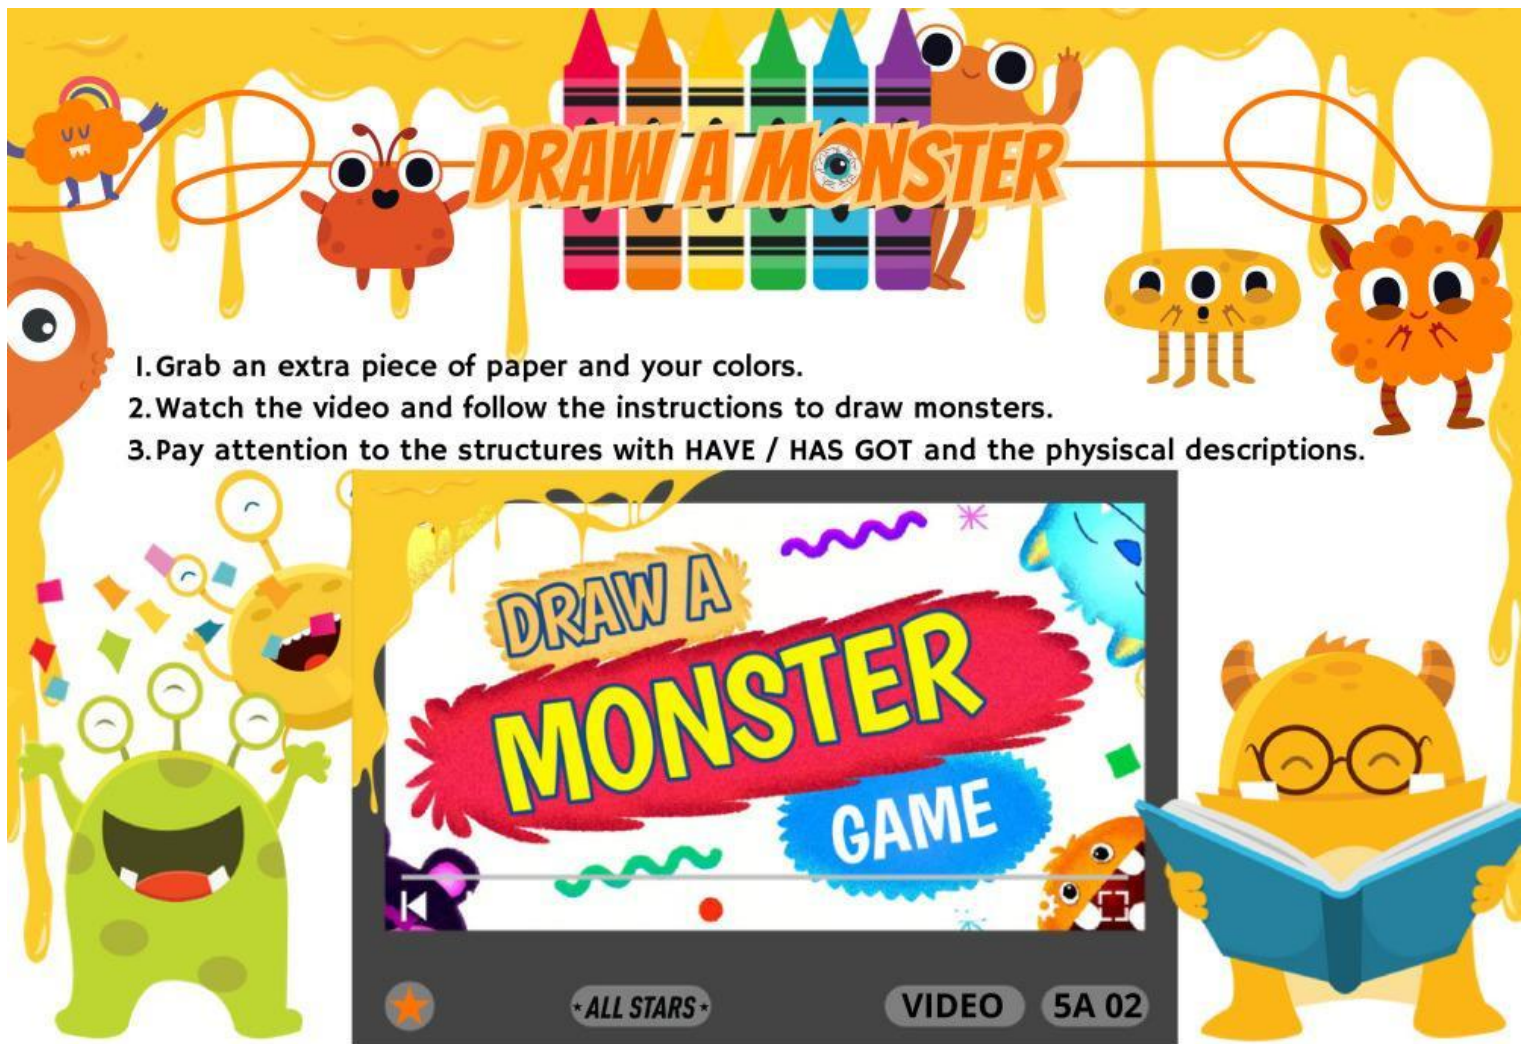 DRAW A MONSTER
1. Grab an extra piece of paper and your colors.
2. Watch the video and follow the instructions to draw monsters.
3. Pay attention to the structures with HAVE / HAS GOT and the physiscal descriptions.
DRAW A
MONSTER
GAME
ALL STARS
VIDEO
5A 02